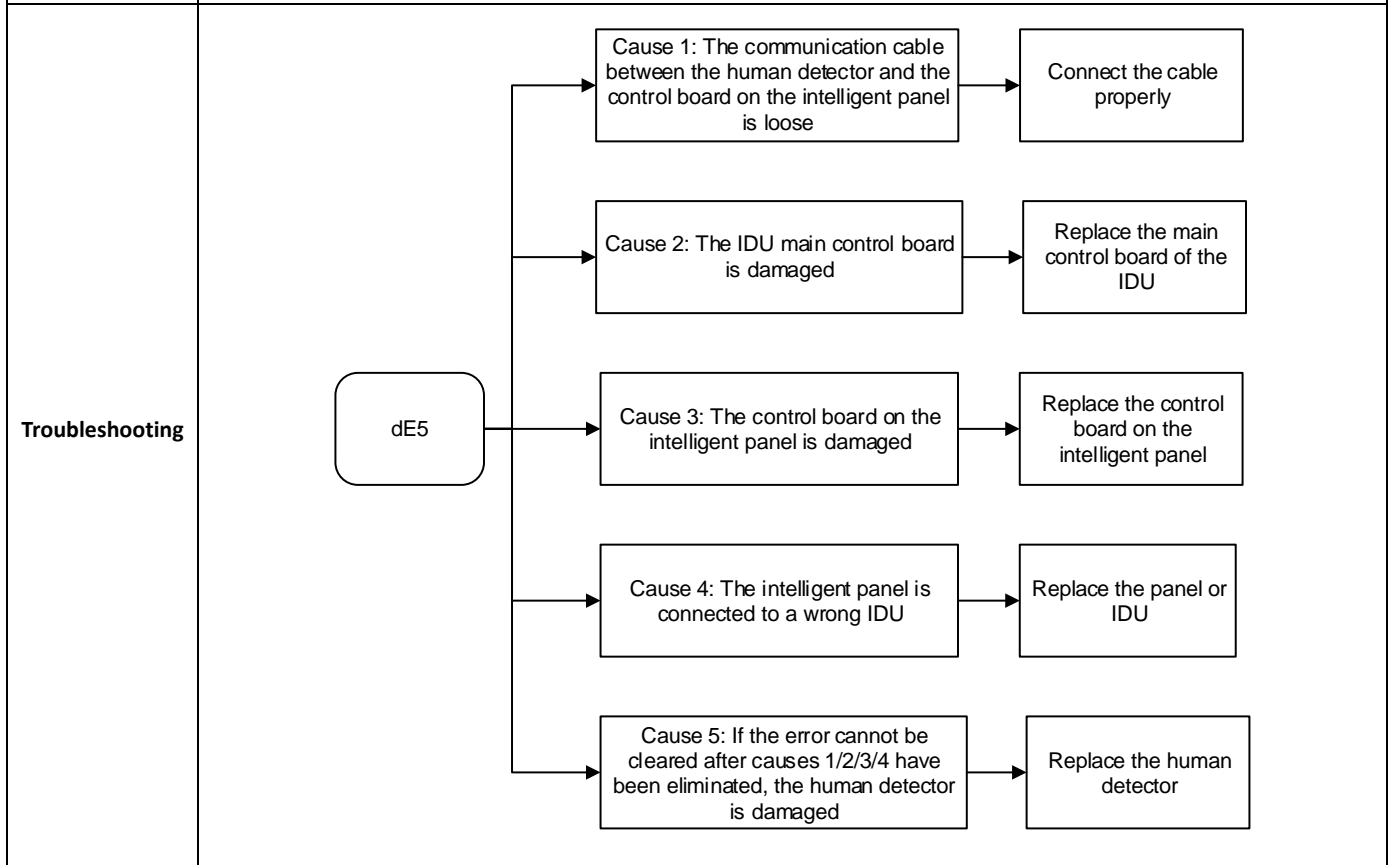 Troubleshooting
dE5
Cause 1: The communication cable
between the human detector and the
control board on the intelligent panel
is loose
Connect the cable
properly
Cause 2: The IDU main control board
is damaged
Replace the main
control board of the
IDU
Cause 3: The control board on the
intelligent panel is damaged
Replace the control
board on the
intelligent panel
Cause 4: The intelligent panel is
connected to a wrong IDU
Replace the panel or
IDU
Cause 5: If the error cannot be
cleared after causes 1/2/3/4 have
been eliminated, the human detector
is damaged
Replace the human
detector